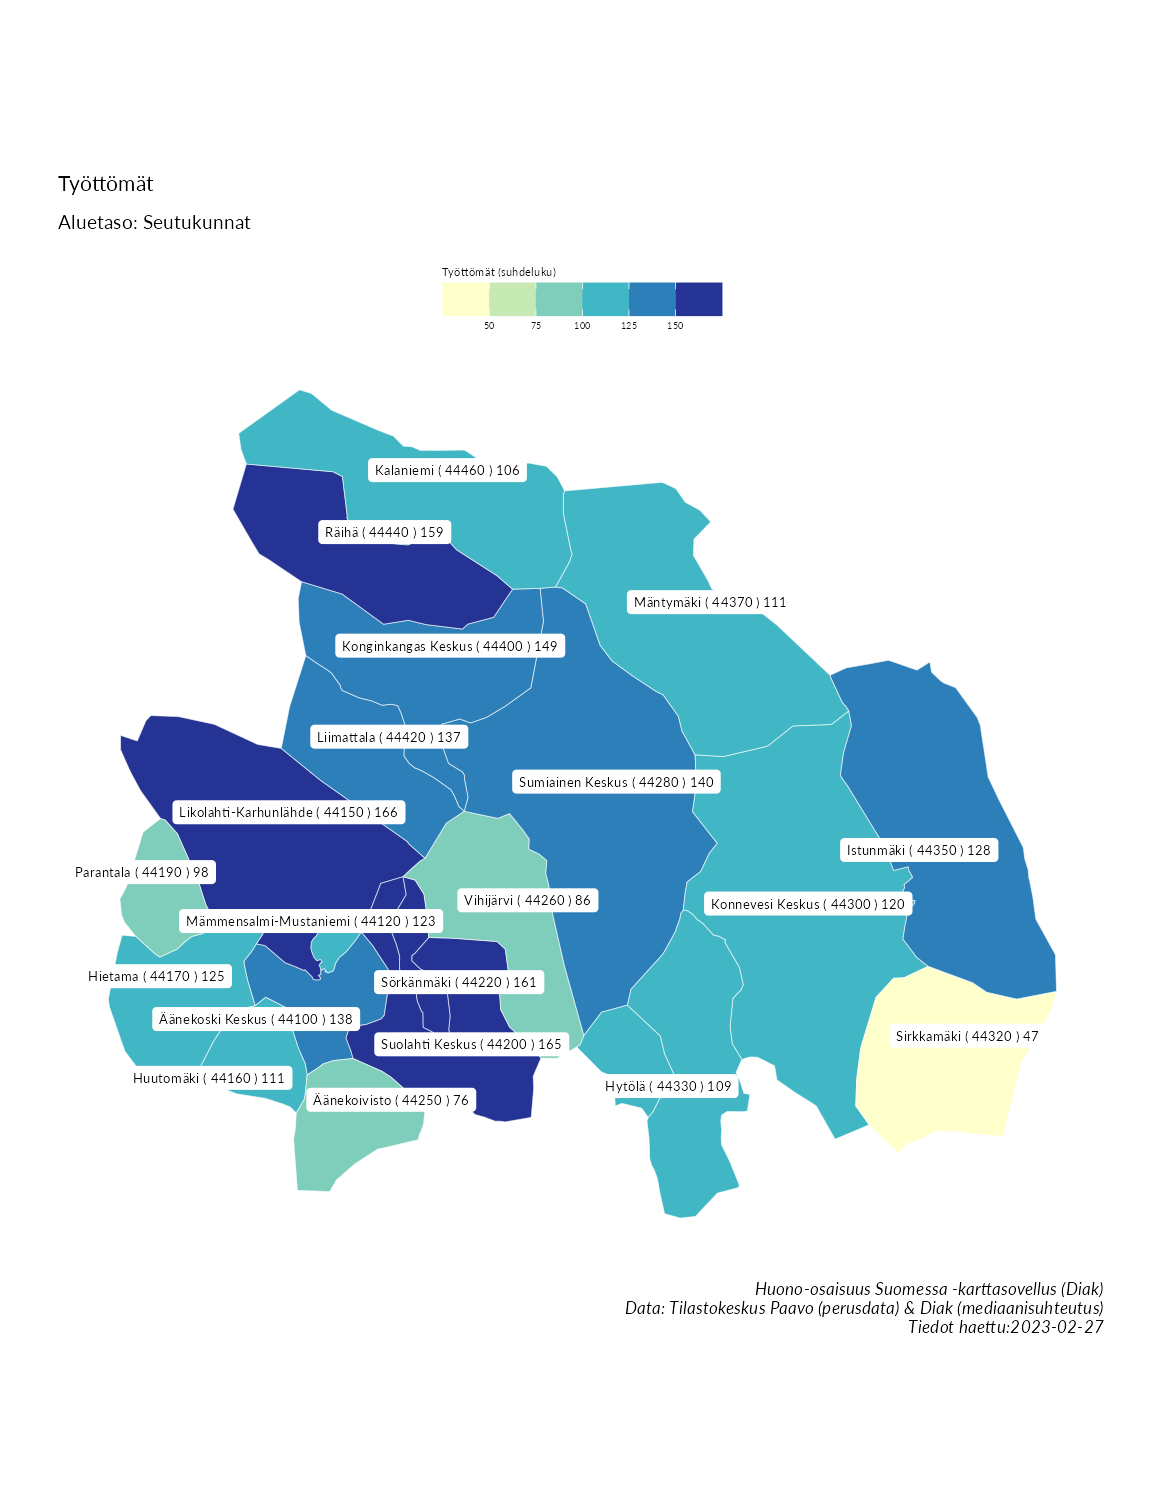 Työttömät
Aluetaso: Seutukunnat
Työttömät (suhdeluku)
50 75 100 125 150
Kalaniemi ( 44460 ) 106
Räihä ( 44440 ) 159
Mäntymäki ( 44370 ) 111
Konginkangas Keskus ( 44400 ) 149
Liimattala ( 44420 ) 137
Sumiainen Keskus ( 44280 ) 140
Likolahti-Karhunlähde ( 44150 ) 166
Istunmäki ( 44350 ) 128
Parantala ( 44190 ) 98
Vihijärvi ( 44260 ) 86
Konnevesi Keskus ( 44300 ) 120
Mämmensalmi-Mustaniemi ( 44120 ) 123
Hietama ( 44170 ) 125
Sörkänmäki ( 44220 ) 161
Äänekoski Keskus ( 44100 ) 138
Sirkkamäki ( 44320 ) 47
Suolahti Keskus ( 44200 ) 165
Huutomäki ( 44160 ) 111
Hytölä ( 44330 ) 109
Äänekoivisto ( 44250 ) 76
Huono-osaisuus Suomessa -karttasovellus (Diak)
Data: Tilastokeskus Paavo (perusdata) & Diak (mediaanisuhteutus)
Tiedot haettu:2023-02-27